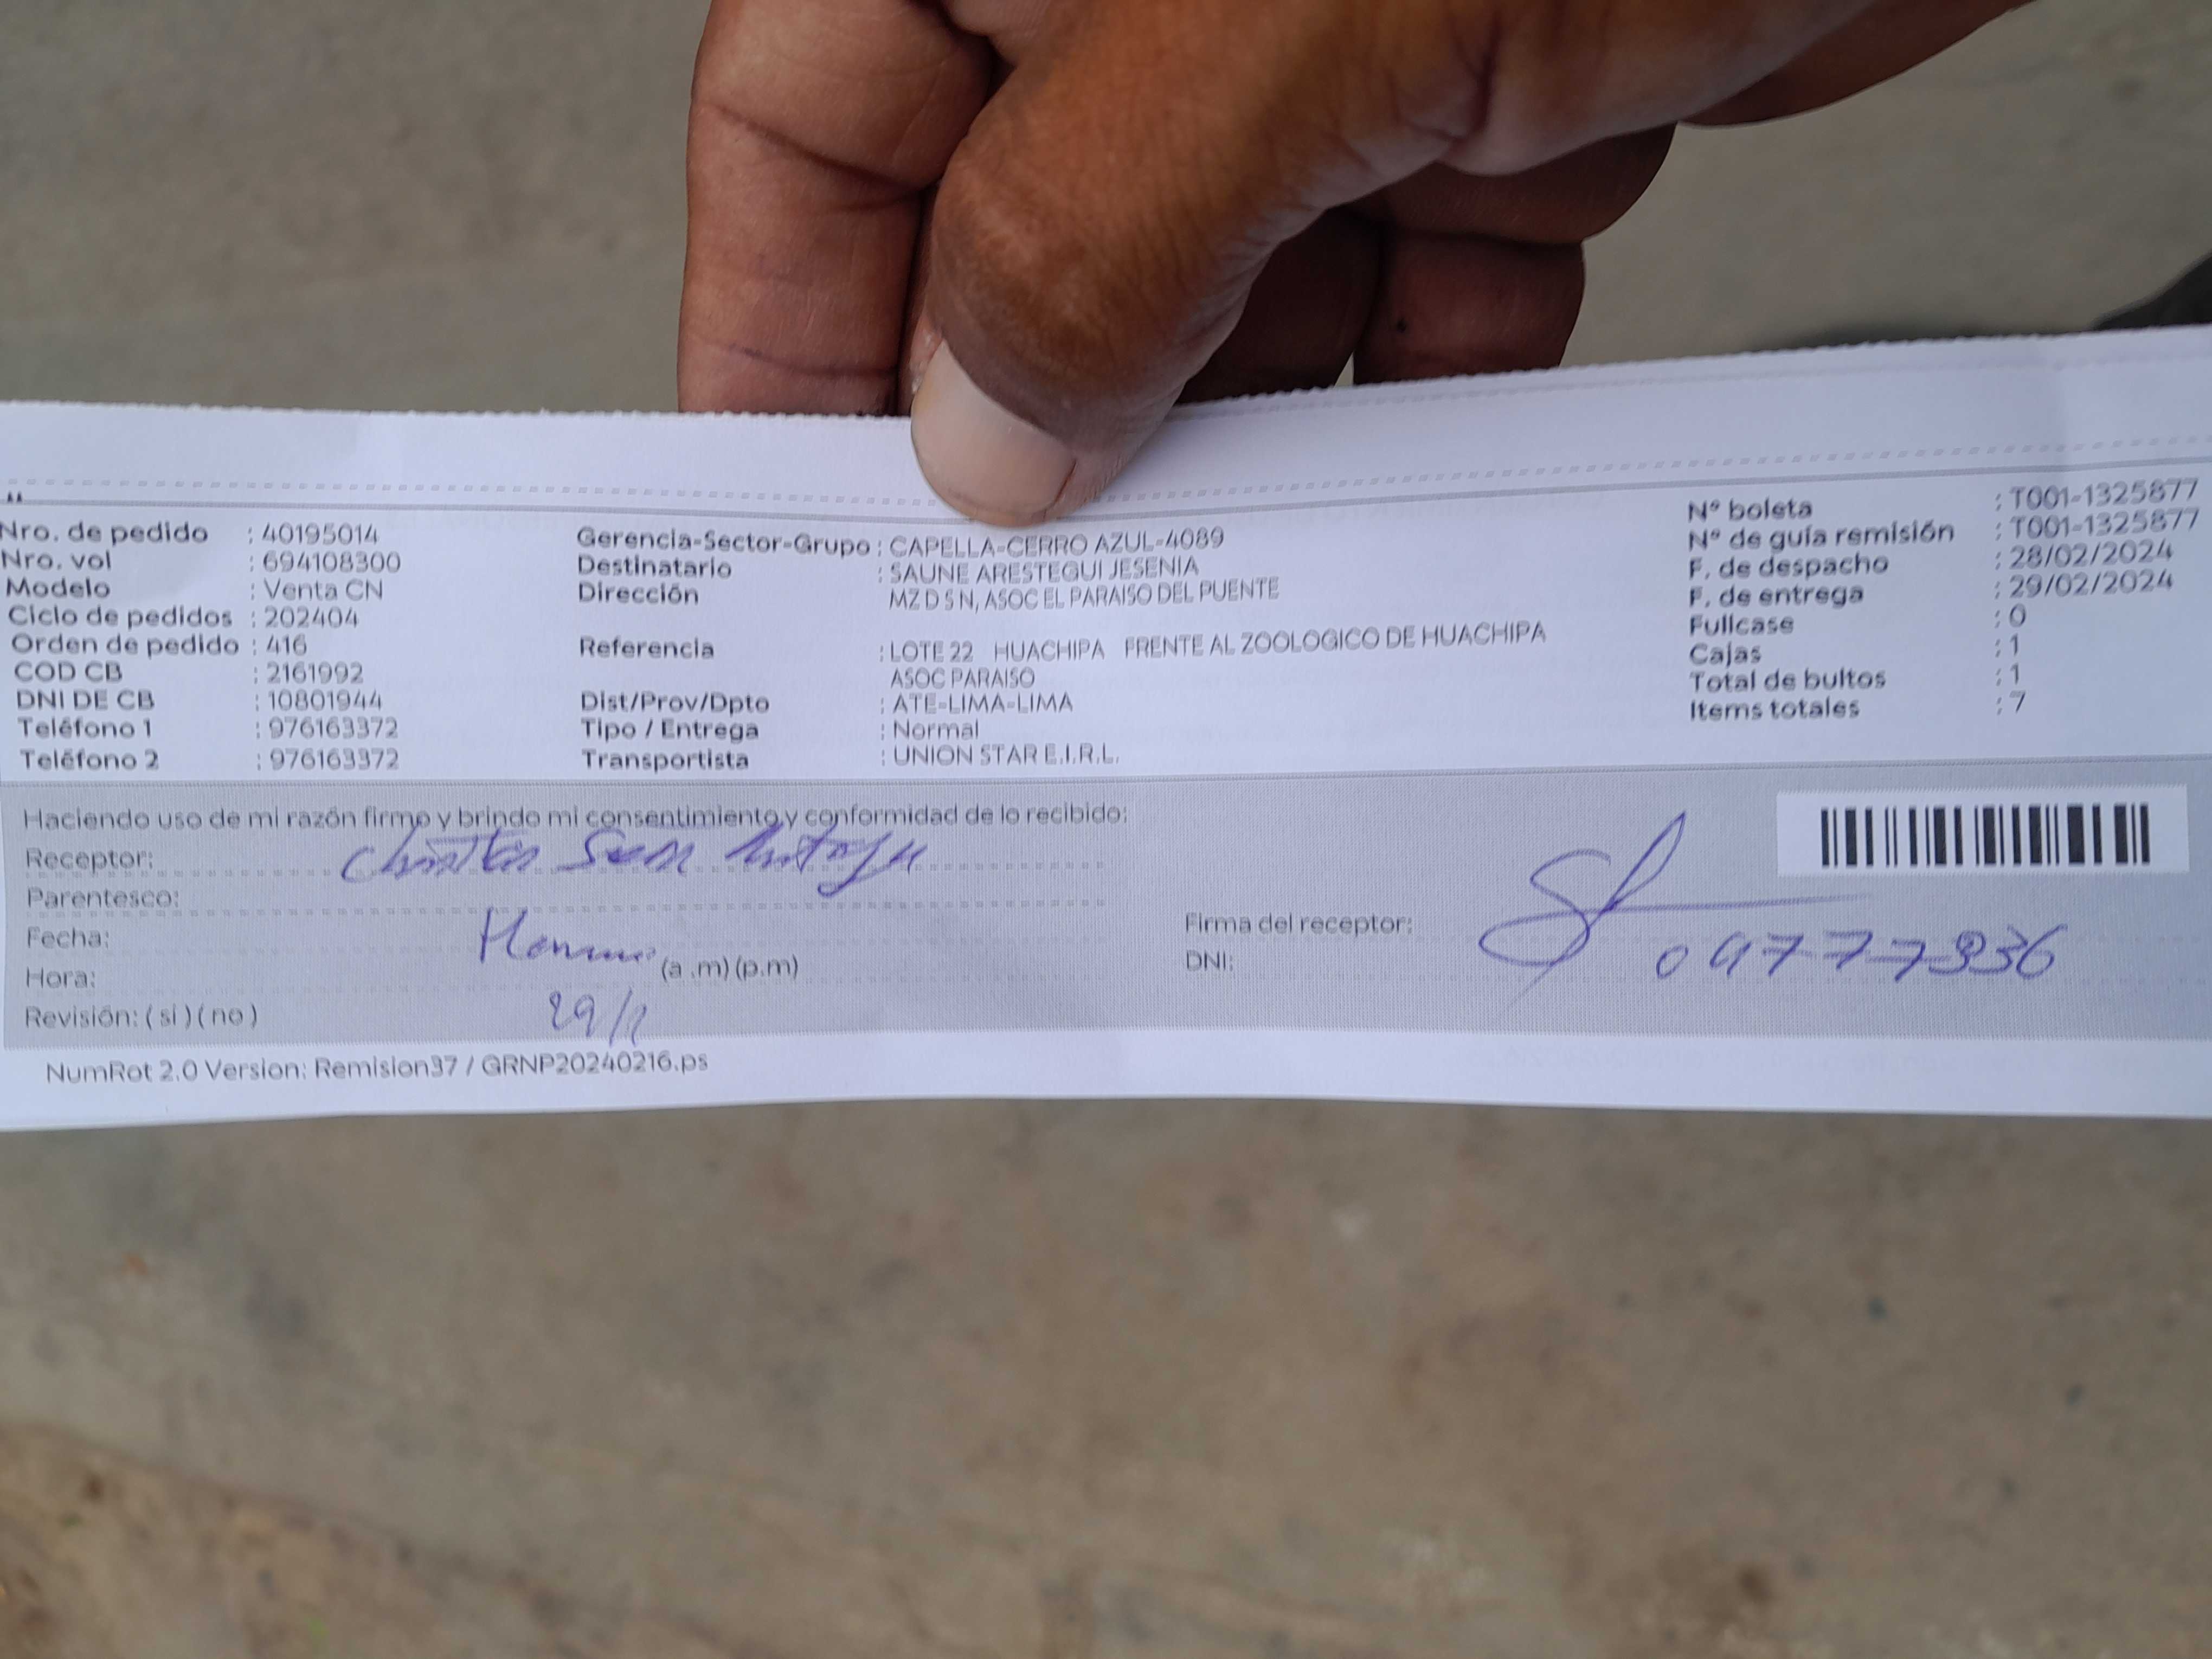 Nro. de pedido : 40195014
Nro. vol : 694108300
Modelo : Venta CN
Ciclo de pedidos : 202404
Orden de pedido : 416
COD CB : 2161992
DNI DE CB : 10801944
Teléfono 1 : 976163372
Teléfono 2 : 976163372
Gerencia-Sector-Grupo : CAPELLA-CERRO AZUL-4089
Destinatario : SAUNE ARESTEGUI JESENIA
Dirección MZ D S N, ASOC EL PARAISO DEL PUENTE
Referencia : LOTE 22 HUACHIPA FRENTE AL ZOOLOGICO DE HUACHIPA
ASOC PARAISO
Dist/Prov/Dpto : ATE-LIMA-LIMA
Tipo / Entrega : Normal
Transportista : UNION STAR E.I.R.L.
N° boleta : T001-1325877
N° de guía remisión : T001-1325877
F. de despacho : 28/02/2024
F. de entrega : 29/02/2024
Fullcase : 0
Cajas : 1
Total de bultos : 1
Items totales : 7
Haciendo uso de mi razón firmo y brindo mi consentimiento y conformidad de lo recibido:
Receptor:
Parentesco:
Fecha:
Hora: (a .m) (p.m)
Revisión: ( si ) ( no )
Firma del receptor:
DNI:
NumRot 2.0 Version: Remision37 / GRNP20240216.ps